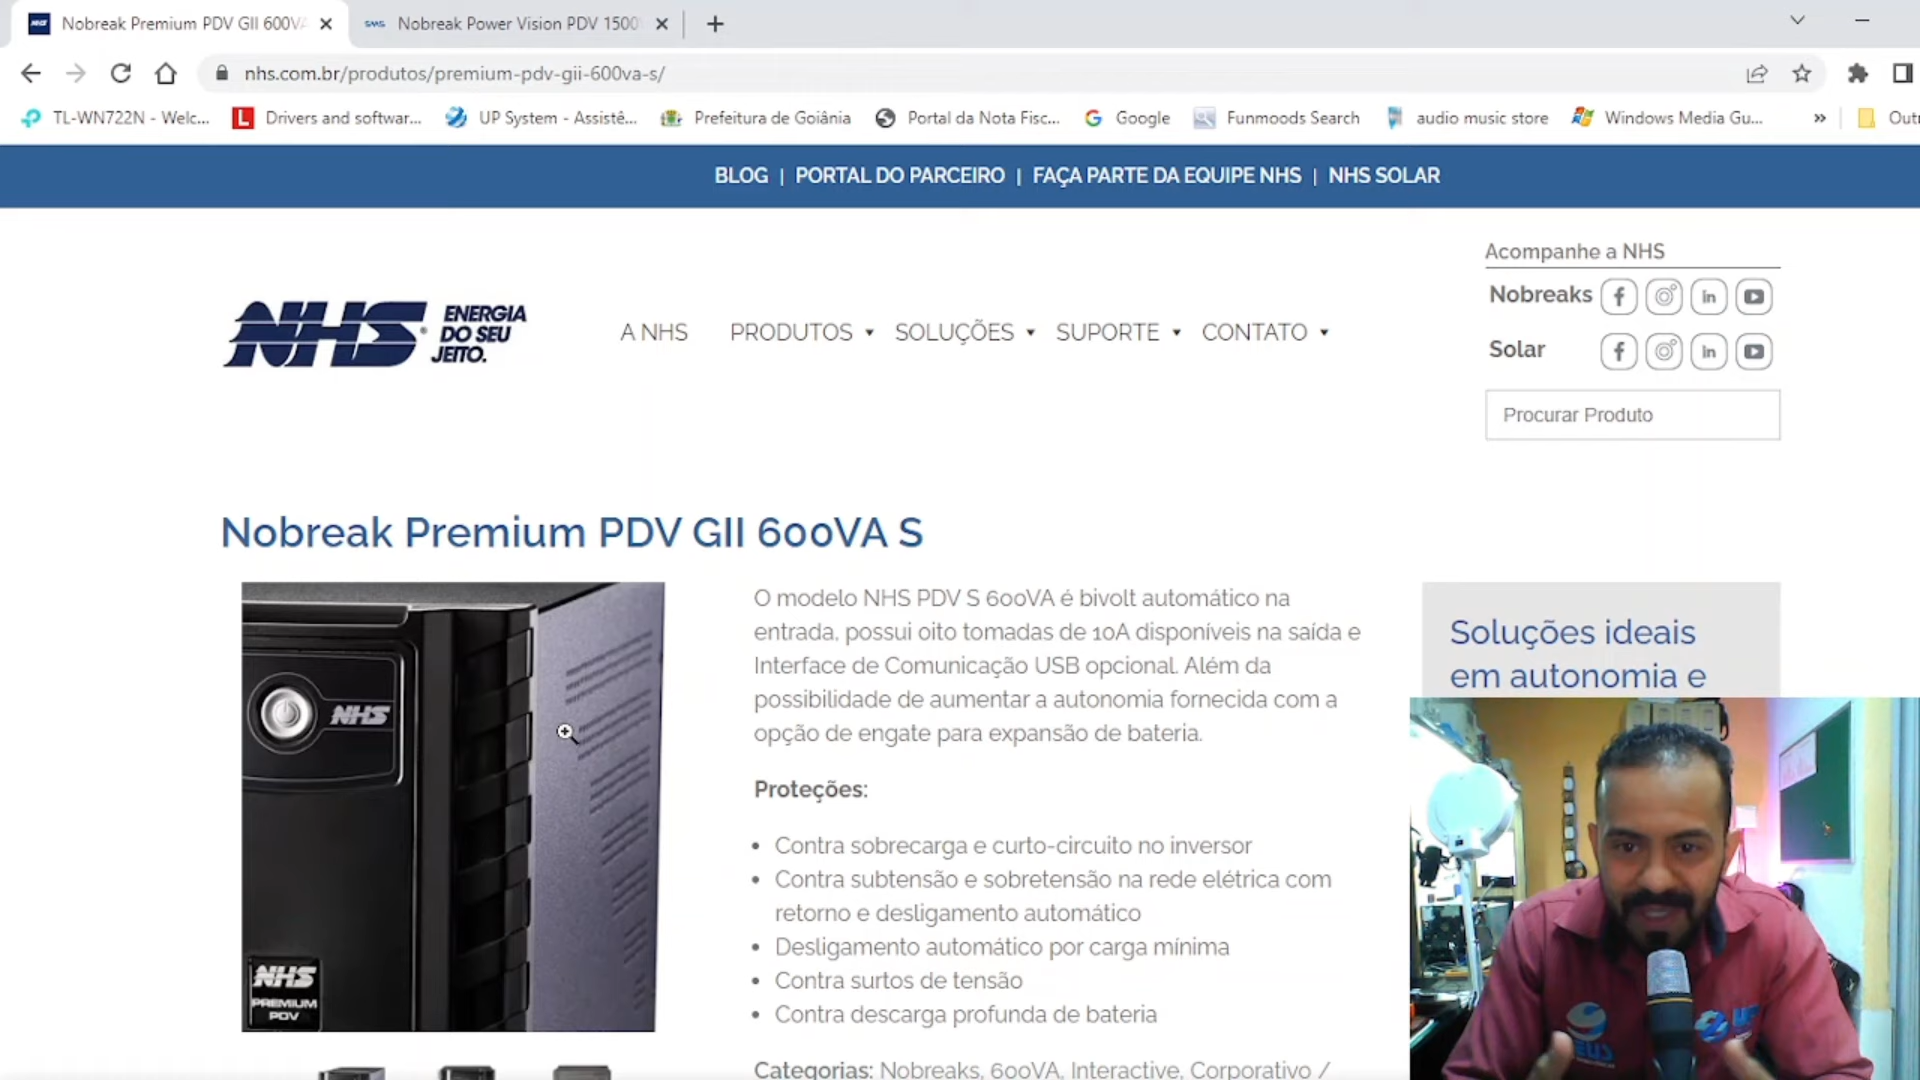 Nobreak Premium PDV GII 600VA
Nobreak Power Vision PDV 1500
nhs.com.br/produtos/premium-pdv-gii-600va-s/
TL-WN722N - Welc...
Drivers and softwar...
UP System - Assistê...
Prefeitura de Goiânia
Portal da Nota Fisc...
Google
Funmoods Search
audio music store
Windows Media Gu...
»
Outr
BLOG | PORTAL DO PARCEIRO | FAÇA PARTE DA EQUIPE NHS | NHS SOLAR
Acompanhe a NHS
Nobreaks
Solar
NHS ENERGIA
DO SEU
JEITO.
A NHS PRODUTOS SOLUÇÕES SUPORTE CONTATO
Procurar Produto
Nobreak Premium PDV GII 600VA S
NHS
NHS
PREMIUM
PDV
O modelo NHS PDV S 600VA é bivolt automático na
entrada, possui oito tomadas de 10A disponíveis na saída e
Interface de Comunicação USB opcional. Além da
possibilidade de aumentar a autonomia fornecida com a
opção de engate para expansão de bateria.
Proteções:
• Contra sobrecarga e curto-circuito no inversor
• Contra subtensão e sobretensão na rede elétrica com
retorno e desligamento automático
• Desligamento automático por carga mínima
• Contra surtos de tensão
• Contra descarga profunda de bateria
Categorias: Nobreaks, 600VA, Interactive, Corporativo /
Soluções ideais
em autonomia e